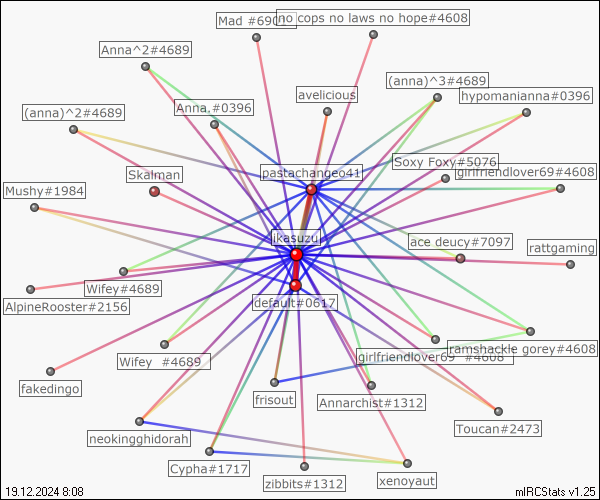 Mad #690
no cops no laws no hope#4608
Anna^2#4689
(anna)^3#4689
avelicious
hypomanianna#0396
(anna)^2#4689
Anna.#0396
Soxy Foxy#5076
pastachangeo41
girlfriendlover69#4608
Skalman
Mushy#1984
ikasuzu
ace deucy#7097
rattgaming
Wifey#4689
AlpineRooster#2156
default#0617
Wifey #4689
girlfriendlover69 #4608
ramshackle gorey#4608
fakedingo
frisout
Annarchist#1312
Toucan#2473
neokingghidorah
Cypha#1717
zibbits#1312
xenoyaut
19.12.2024 8:08
mIRCStats v1.25